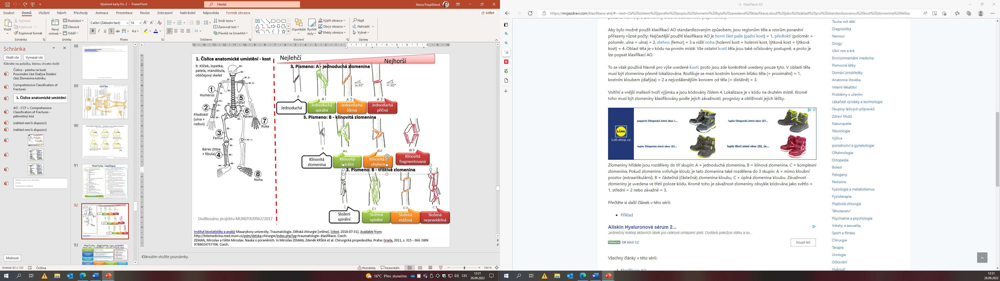 Výukové karty fin. 2 - PowerPoint
Hledat
Alena Pospíšilová
Soubor Domů Vložení Návrh Přechody Animace Prezentace Revize Zobrazení Nahrávání Nápověda Formát obrazce
Sdílet
Vložit
Vyjmout
Kopírovat
Kopírovat formát
Schránka
Nový snímek
Rozložení
Obnovit
Oddíl
Snímky
Calibri (Základní text) 14
Písmo
Směr textu
Zarovnat text
Převést na SmartArt
Odstavec
Uspořádat
Rychlé styly
Výplň obrazce
Obrys obrazce
Efekty obrazce
Kreslení
Najít
Nahradit
Vybrat
Úpravy
Schránka
Vložit vše
Vymazat vše
Klikněte na položku, kterou chcete vložit:
Číslice - poloha na kosti
Proximální část Diafýza Distální
část Zlomenina kotníku
Comprehensive Classification of
Fractures
1. Číslice anatomické umístění -
AO - CCF = Comprehensive
Classification of Fractures -
pětimístný kód
(náhled není k dispozici)
(náhled není k dispozici)
Možnosti
88
89
KOSTRA
90
91
FRAKTURA - klasifikace
92
93
FRAKTURA - diagnostika, typy poranění
1. Číslice anatomické umístění - kost
9. Klíček, lopatka,
patela, mandibula,
obličejový skelet
1
Humerus
2
Předloktí
(ulna +
radius)
3
Femur
Bérec (tibia
+ fibula)
4
5
Páteř
6
Pánev
7
Ruka
8
Noha
Dedikováno projektu MUNI/FR/0962/2017
Nejlehčí
Nejhorší
3. Písmeno: A - jednoduchá zlomenina
≥30°
<30°
A
A1
A2
A3
Jednoduchá
Jednoduchá
spirální
Jednoduchá
šikmá
Jednoduchá
příčná
3. Písmeno: B - klínovitá zlomenina
B
B1
B2
B3
Klínovitá
zlomenina
Klínovitá
spirální
Klínovitá s
ohybem
Klínovitá
fragmentovaná
3. Písmeno: B - tříštivá zlomenina
C
C1
C2
C3
Složení
spirální
Složená
spirální
Složená
etážová
Složená
nepravidelná
Institut biostatistiky a analýz Masarykovy univerzity. Traumatologie. Dětská chirurgie [online]. [cited. 2018-07-31]. Available from:
http://telemedicina.med.muni.cz/pdm/detska-chirurgie/index.php?pg=traumatologie--klasifikace. Czech.
ZEMAN, Miroslav a FÁRA Miroslav. Nauka o poraněních. In Miroslav ZEMAN, Zdeněk KRŠKA et al. Chirurgická propedeutika. Praha: Grada, 2011, s. 315 - 364. ISBN
9788024737706. Czech.
Kliknutím vložíte poznámky.
Snímek 92 z 120
Čeština
Poznámky
Komentáře
104 %
16°C Přev. slunečno
CES
12:31
26.09.2022
Klasifikace AO
https://mojezdravi.com/klasifikace-atd/#:~:text=Za%20účelem%20jasného%20popisu%20zlomenin%20byla%20zavedena%20klasifikace,slouží%20jako%20základ%20pro%20standardizovanou%20kost%20zlomenina%20léčba.
Aby bylo možné použít klasifikaci AO standardizovaným způsobem, jsou regionům těla a vzorům poranění
přiřazeny různé počty: Nejčastější použití klasifikace AO je horní část paže (pažní kost) = 1, předloktí (poloměr =
poloměr, ulna = ulna) = 2, stehno (femur) = 3 a nižší noha (holenní kost = holenní kost, lýtková kost = lýtková
kost) = 4. Oblast těla je v kódu na prvním místě. Vše ostatní kosti těla jsou také očíslovány postupně, a proto je
lze popsat klasifikací AO.
To se však používá hlavně pro výše uvedené kosti, proto jsou zde konkrétně uvedeny pouze tyto. V oblasti těla
musí být zlomenina přesně lokalizována. Rozlišuje se mezi kostním koncem blízko těla (= proximální) = 1,
kostním kloubem (diafýza) = 2 a nejvzdálenějším koncem od těla (= distálně) = 3.
Vnitřní a vnější malleoli tvoří výjimku a jsou kódovány číslem 4. Lokalizace je v kódu na druhém místě. Kromě
toho musí být zlomeniny klasifikovány podle jejich závažnosti, prognózy a obtížnosti jejich léčby.
LIDL
Lidl-shop.cz
pepperts Chlapecká zimní obuv (...
lupilu Chlapecká zimní obuv (27...
lupilu Chlapecká zimní obuv (21...
lupilu Dívčí zimní obuv (22, če...
Zlomeniny hřídele jsou rozděleny do tří skupin: A = jednoduchá zlomenina, B = klínová zlomenina, C = komplexní
zlomenina. Pokud zlomenina ovlivňuje kloub, je tato zlomenina také rozdělena do 3 skupin: A = mimo kloubní
prostor (extraartikulární), B = částečná (částečná) zlomenina kloubu, C = úplná zlomenina kloubu. Závažnost
zlomeniny je uvedena ve třetí poloze kódu. Kromě toho je závažnost zlomeniny obvykle kódována jako světlo =
1, střední = 2 nebo závažné = 3.
Přečtěte si další článek v této sérii:
Příklad
Allskin Hyaluronové sérum 2...
Jedinečný koktejl aktivních látek pro celkové omlazení pleti. Dodává pokožce vláhu a sv...
Reklama DR MAX CZ
Koupit teď
Všechny články v této sérii:
1. Klasifikace AO
Touha mít děti
Diagnostika
Nemoci
Drogy
Ušní nos a krk
Environmentální medicína
Pomocné látky
Domácí prostředky
Anatomie člověka
Interní lékařství
Problémy s učením
Lékařské výrobky a technologie
Skupiny léčivých přípravků
Zdraví Mužů
Naturopatie
Neurologie
Výživa
porodnictví a gynekologie
Oftalmologie
Ortopedie
Bolest
Patogeny
Pediatrie
Fyziologie a metabolismus
Fyzioterapie
Plastická chirurgie
Těhotenství
Psychiatrie a psychologie
Vztahy a sexualita
Sport a fitness
Chirurgie
Terapie
Urologie
Očkování
Hubnutí
12:31
26.09.2022